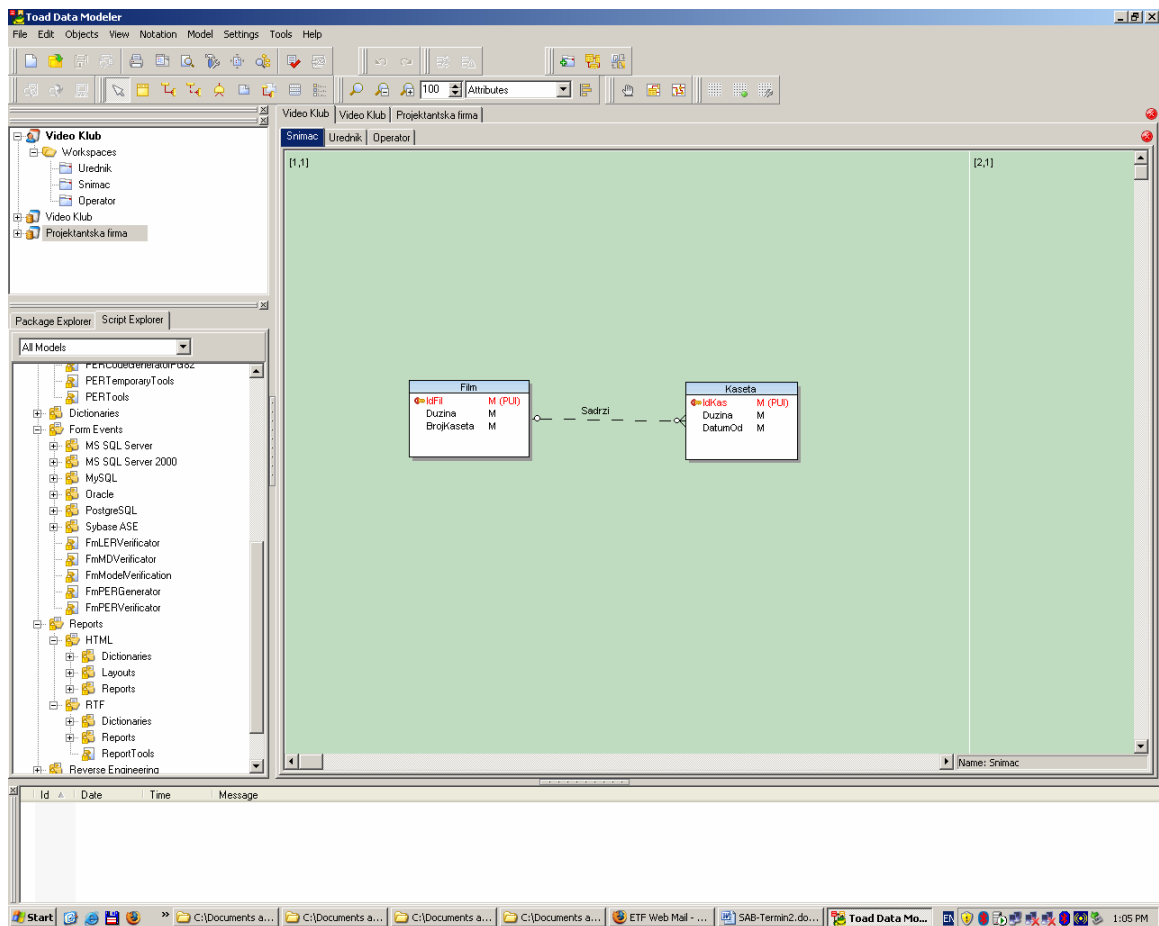 Toad Data Modeler
File Edit Objects View Notation Model Settings Tools Help
100 Attributes
Video Klub
Workspaces
Urednik
Snimac
Operator
Video Klub
Projektantska firma
Package Explorer Script Explorer
All Models
PERCodeGeneratorPG82
PERTemporaryTools
PERTools
Dictionaries
Form Events
MS SQL Server
MS SQL Server 2000
MySQL
Oracle
PostgreSQL
Sybase ASE
FmLERVerificator
FmMDVerificator
FmModelVerification
FmPERGenerator
FmPERVerificator
Reports
HTML
Dictionaries
Layouts
Reports
RTF
Dictionaries
Reports
ReportTools
Reverse Engineering
Video Klub Video Klub Projektantska firma
Snimac Urednik Operator
[1,1] [2,1]
Film
IdFil M (PUI)
Duzina M
BrojKaseta M
Sadrzi
Kaseta
IdKas M (PUI)
Duzina M
DatumOd M
Name: Snimac
Id Date Time Message
Start » C:\Documents a... C:\Documents a... C:\Documents a... C:\Documents a... ETF Web Mail - ... SAB-Termin2.do... Toad Data Mo... EN 1:05 PM